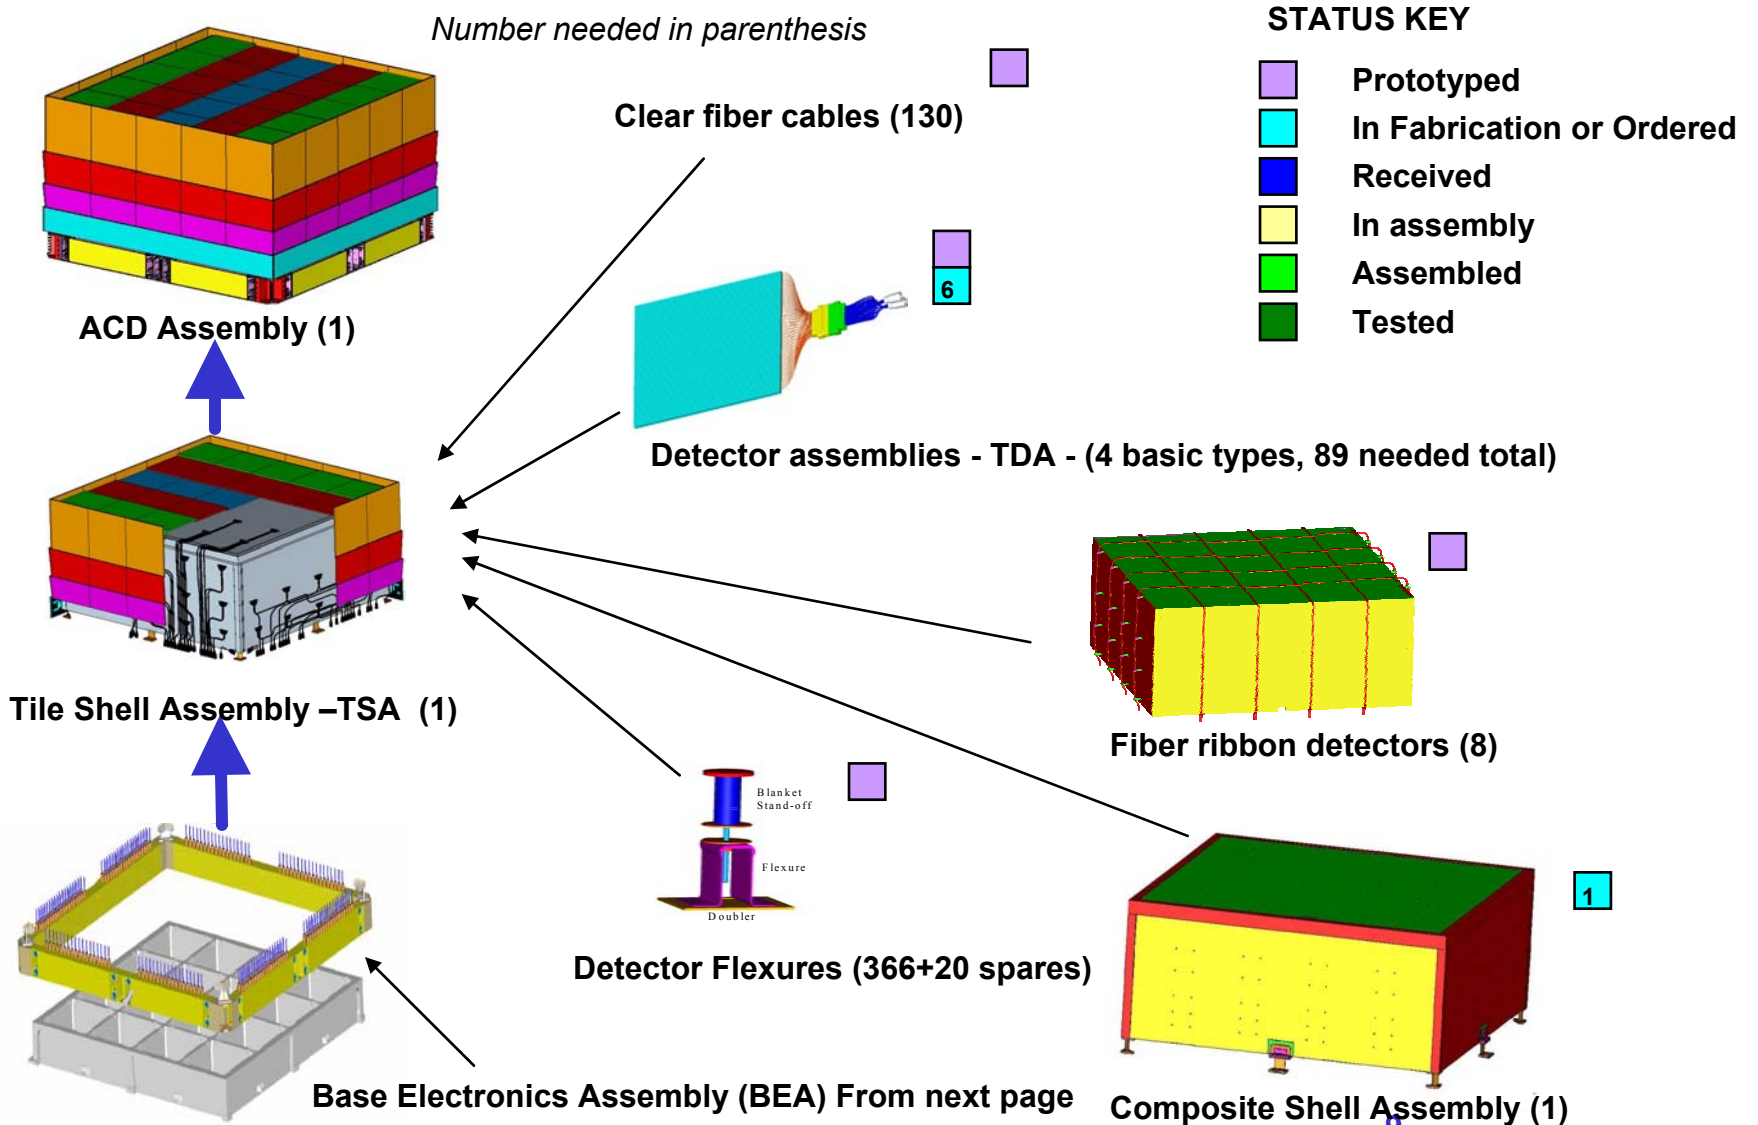 Number needed in parenthesis
STATUS KEY
Prototyped
In Fabrication or Ordered
Received
In assembly
Assembled
Tested
Clear fiber cables (130)
ACD Assembly (1)
6
Detector assemblies - TDA - (4 basic types, 89 needed total)
Tile Shell Assembly –TSA (1)
Fiber ribbon detectors (8)
Blanket
Stand-off
Flexure
Doubler
Detector Flexures (366+20 spares)
1
Base Electronics Assembly (BEA) From next page
Composite Shell Assembly (1)